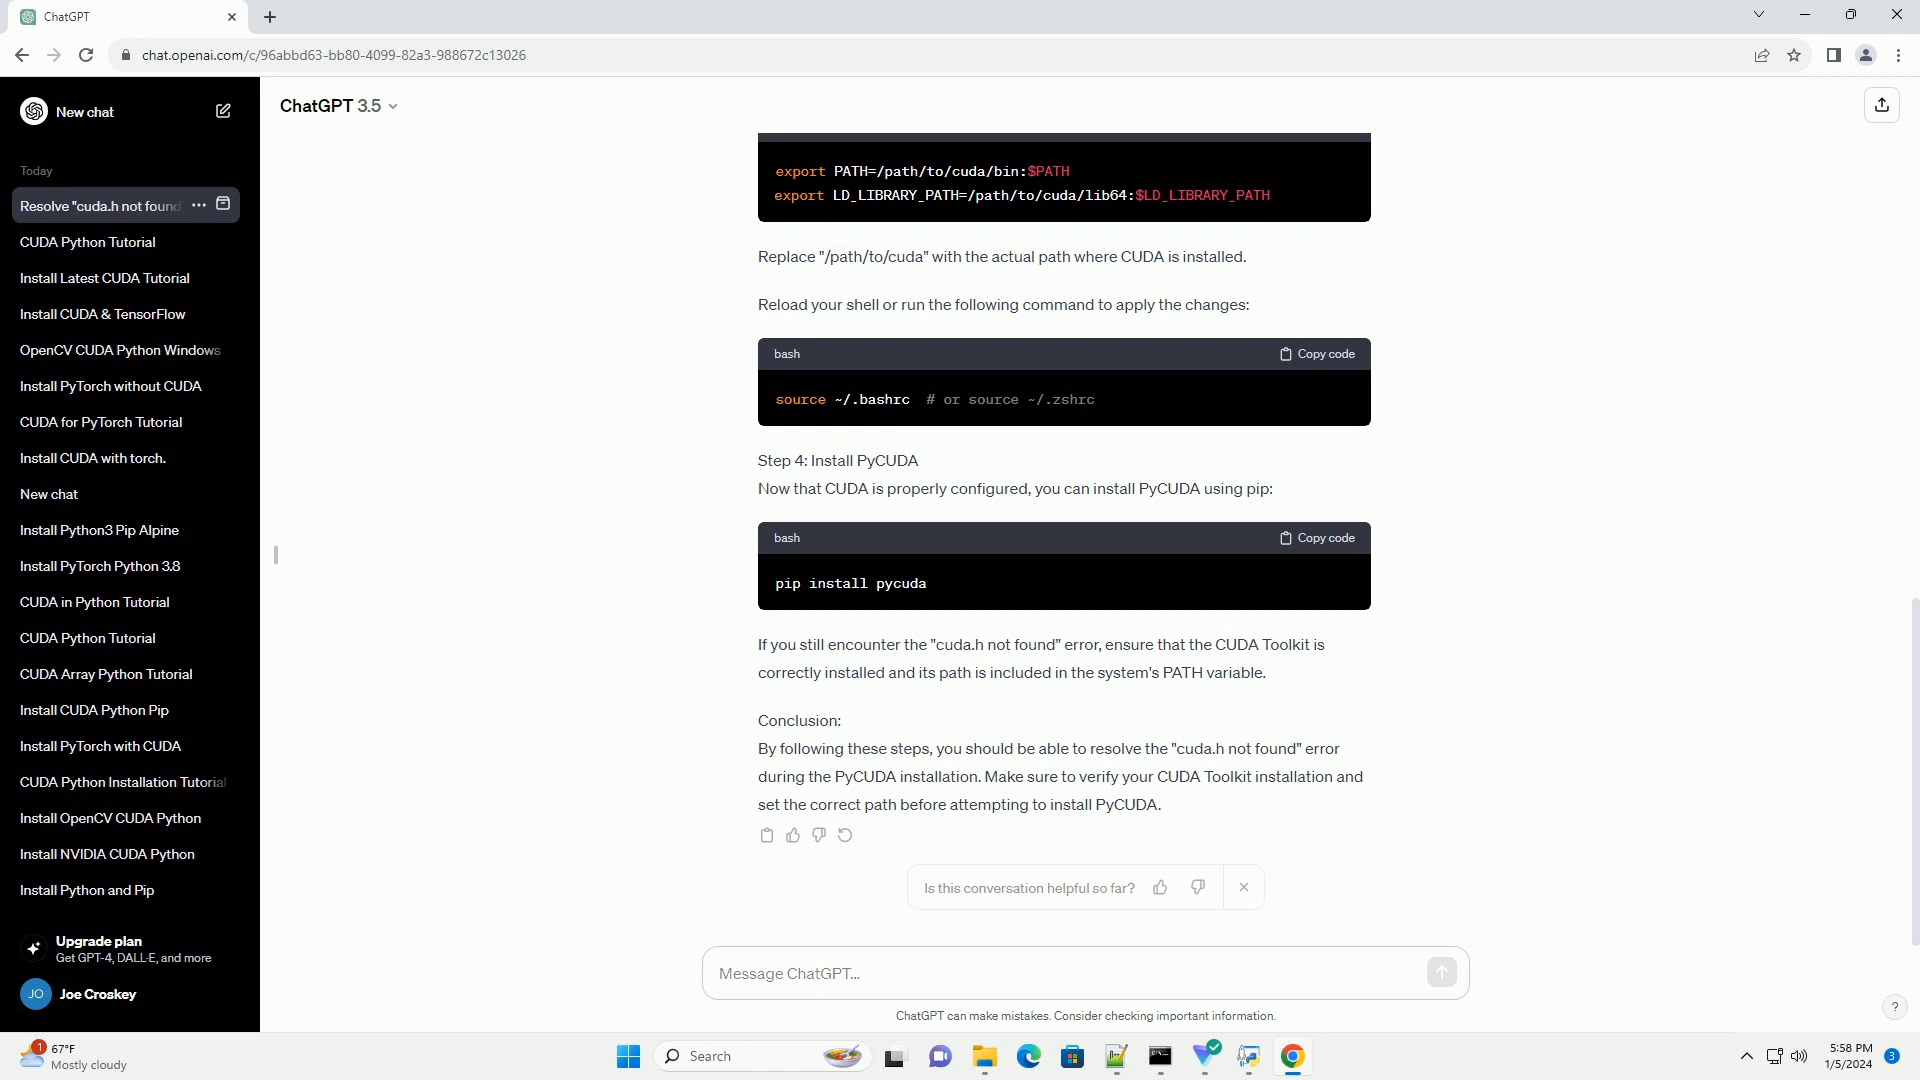 ChatGPT
chat.openai.com/c/96abbd63-bb80-4099-82a3-988672c13026
New chat
Today
Resolve "cuda.h not found"
CUDA Python Tutorial
Install Latest CUDA Tutorial
Install CUDA & TensorFlow
OpenCV CUDA Python Windows
Install PyTorch without CUDA
CUDA for PyTorch Tutorial
Install CUDA with torch.
New chat
Install Python3 Pip Alpine
Install PyTorch Python 3.8
CUDA in Python Tutorial
CUDA Python Tutorial
CUDA Array Python Tutorial
Install CUDA Python Pip
Install PyTorch with CUDA
CUDA Python Installation Tutorial
Install OpenCV CUDA Python
Install NVIDIA CUDA Python
Install Python and Pip
Upgrade plan
Get GPT-4, DALL·E, and more
JO Joe Croskey
ChatGPT 3.5
export PATH=/path/to/cuda/bin:$PATH
export LD_LIBRARY_PATH=/path/to/cuda/lib64:$LD_LIBRARY_PATH
Replace "/path/to/cuda" with the actual path where CUDA is installed.
Reload your shell or run the following command to apply the changes:
bash Copy code
source ~/.bashrc # or source ~/.zshrc
Step 4: Install PyCUDA
Now that CUDA is properly configured, you can install PyCUDA using pip:
bash Copy code
pip install pycuda
If you still encounter the "cuda.h not found" error, ensure that the CUDA Toolkit is
correctly installed and its path is included in the system's PATH variable.
Conclusion:
By following these steps, you should be able to resolve the "cuda.h not found" error
during the PyCUDA installation. Make sure to verify your CUDA Toolkit installation and
set the correct path before attempting to install PyCUDA.
Is this conversation helpful so far?
Message ChatGPT...
ChatGPT can make mistakes. Consider checking important information.
?
1
67°F
Mostly cloudy
Search
5:58 PM
1/5/2024
3